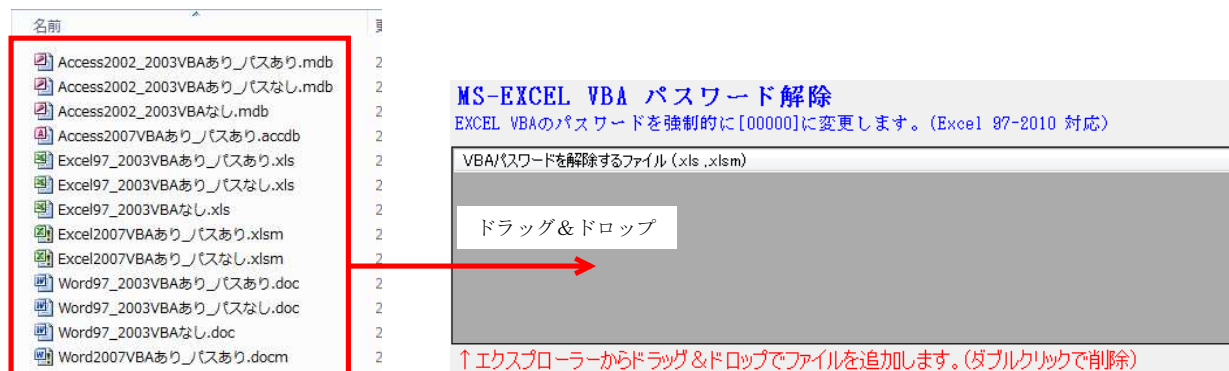 名前
Access2002_2003VBAあり_パスあり.mdb
Access2002_2003VBAあり_パスなし.mdb
Access2002_2003VBAなし.mdb
Access2007VBAあり_パスあり.accdb
Excel97_2003VBAあり_パスあり.xls
Excel97_2003VBAあり_パスなし.xls
Excel97_2003VBAなし.xls
Excel2007VBAあり_パスあり.xlsm
Excel2007VBAあり_パスなし.xlsm
Word97_2003VBAあり_パスあり.doc
Word97_2003VBAあり_パスなし.doc
Word97_2003VBAなし.doc
Word2007VBAあり_パスあり.docm
MS-EXCEL VBA パスワード解除
EXCEL VBAのパスワードを強制的に[00000]に変更します。(Excel 97-2010 対応)
VBAパスワードを解除するファイル (.xls .xlsm)
ドラッグ＆ドロップ
↑エクスプローラーからドラッグ＆ドロップでファイルを追加します。(ダブルクリックで削除)